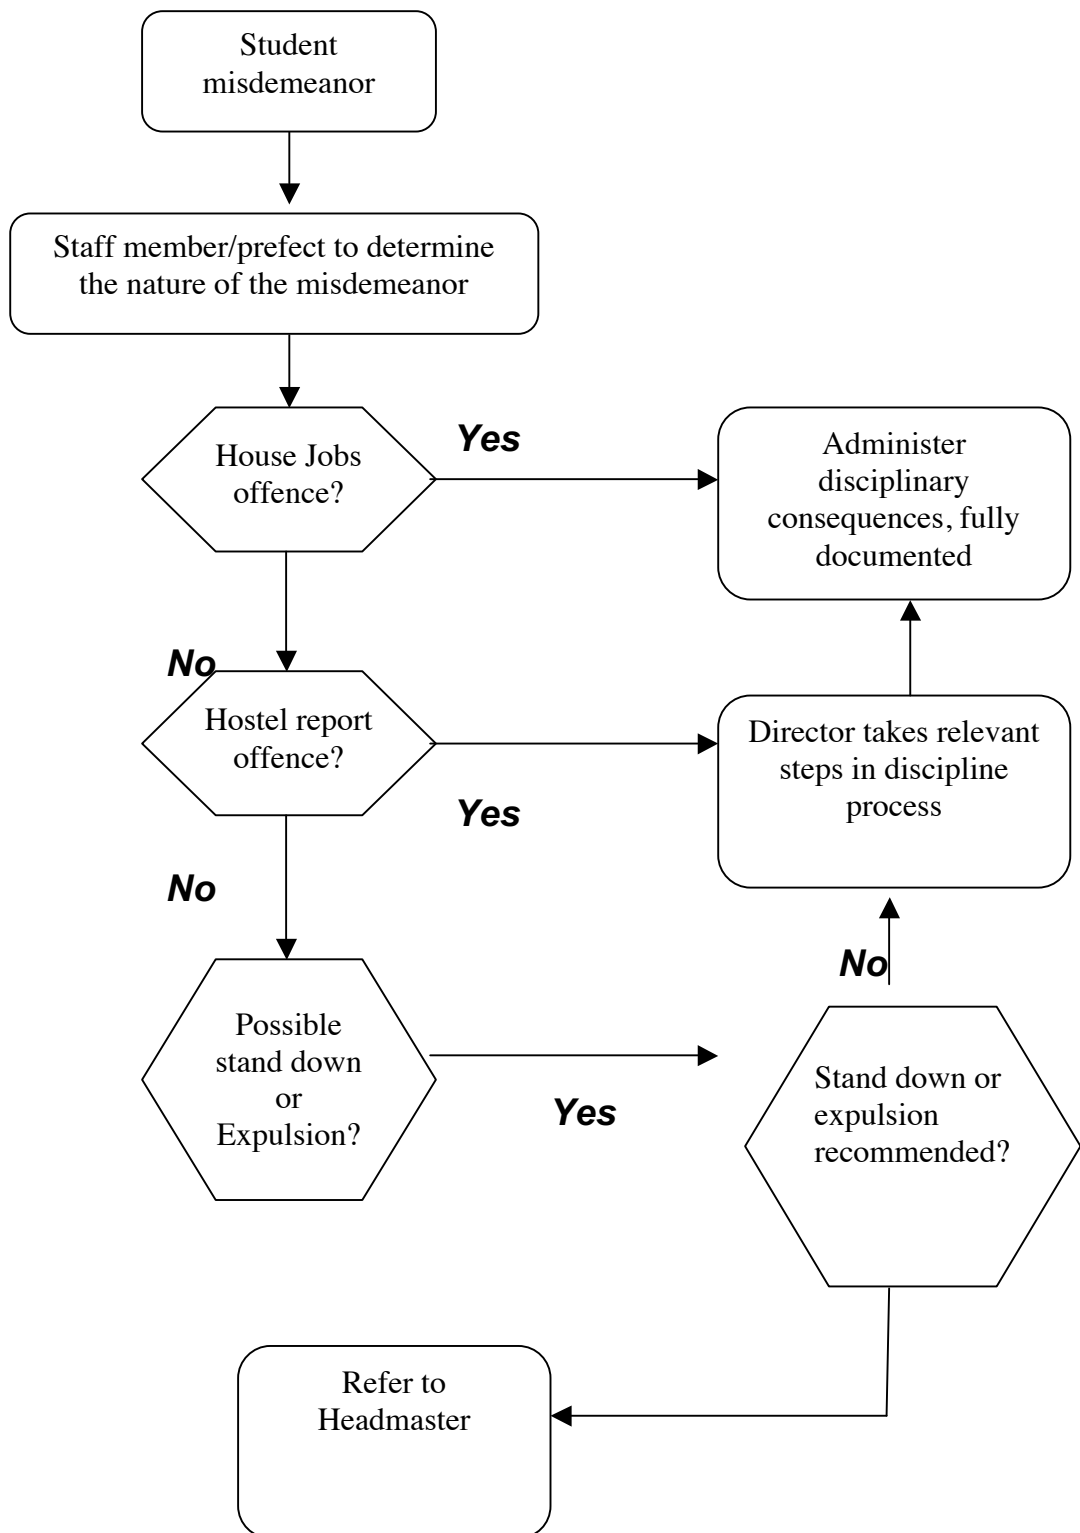 Student
misdemeanor
Staff member/prefect to determine
the nature of the misdemeanor
House Jobs
offence?
Yes
Administer
disciplinary
consequences, fully
documented
No
Hostel report
offence?
Yes
Director takes relevant
steps in discipline
process
No
Possible
stand down
or
Expulsion?
Yes
No
Stand down or
expulsion
recommended?
Refer to
Headmaster